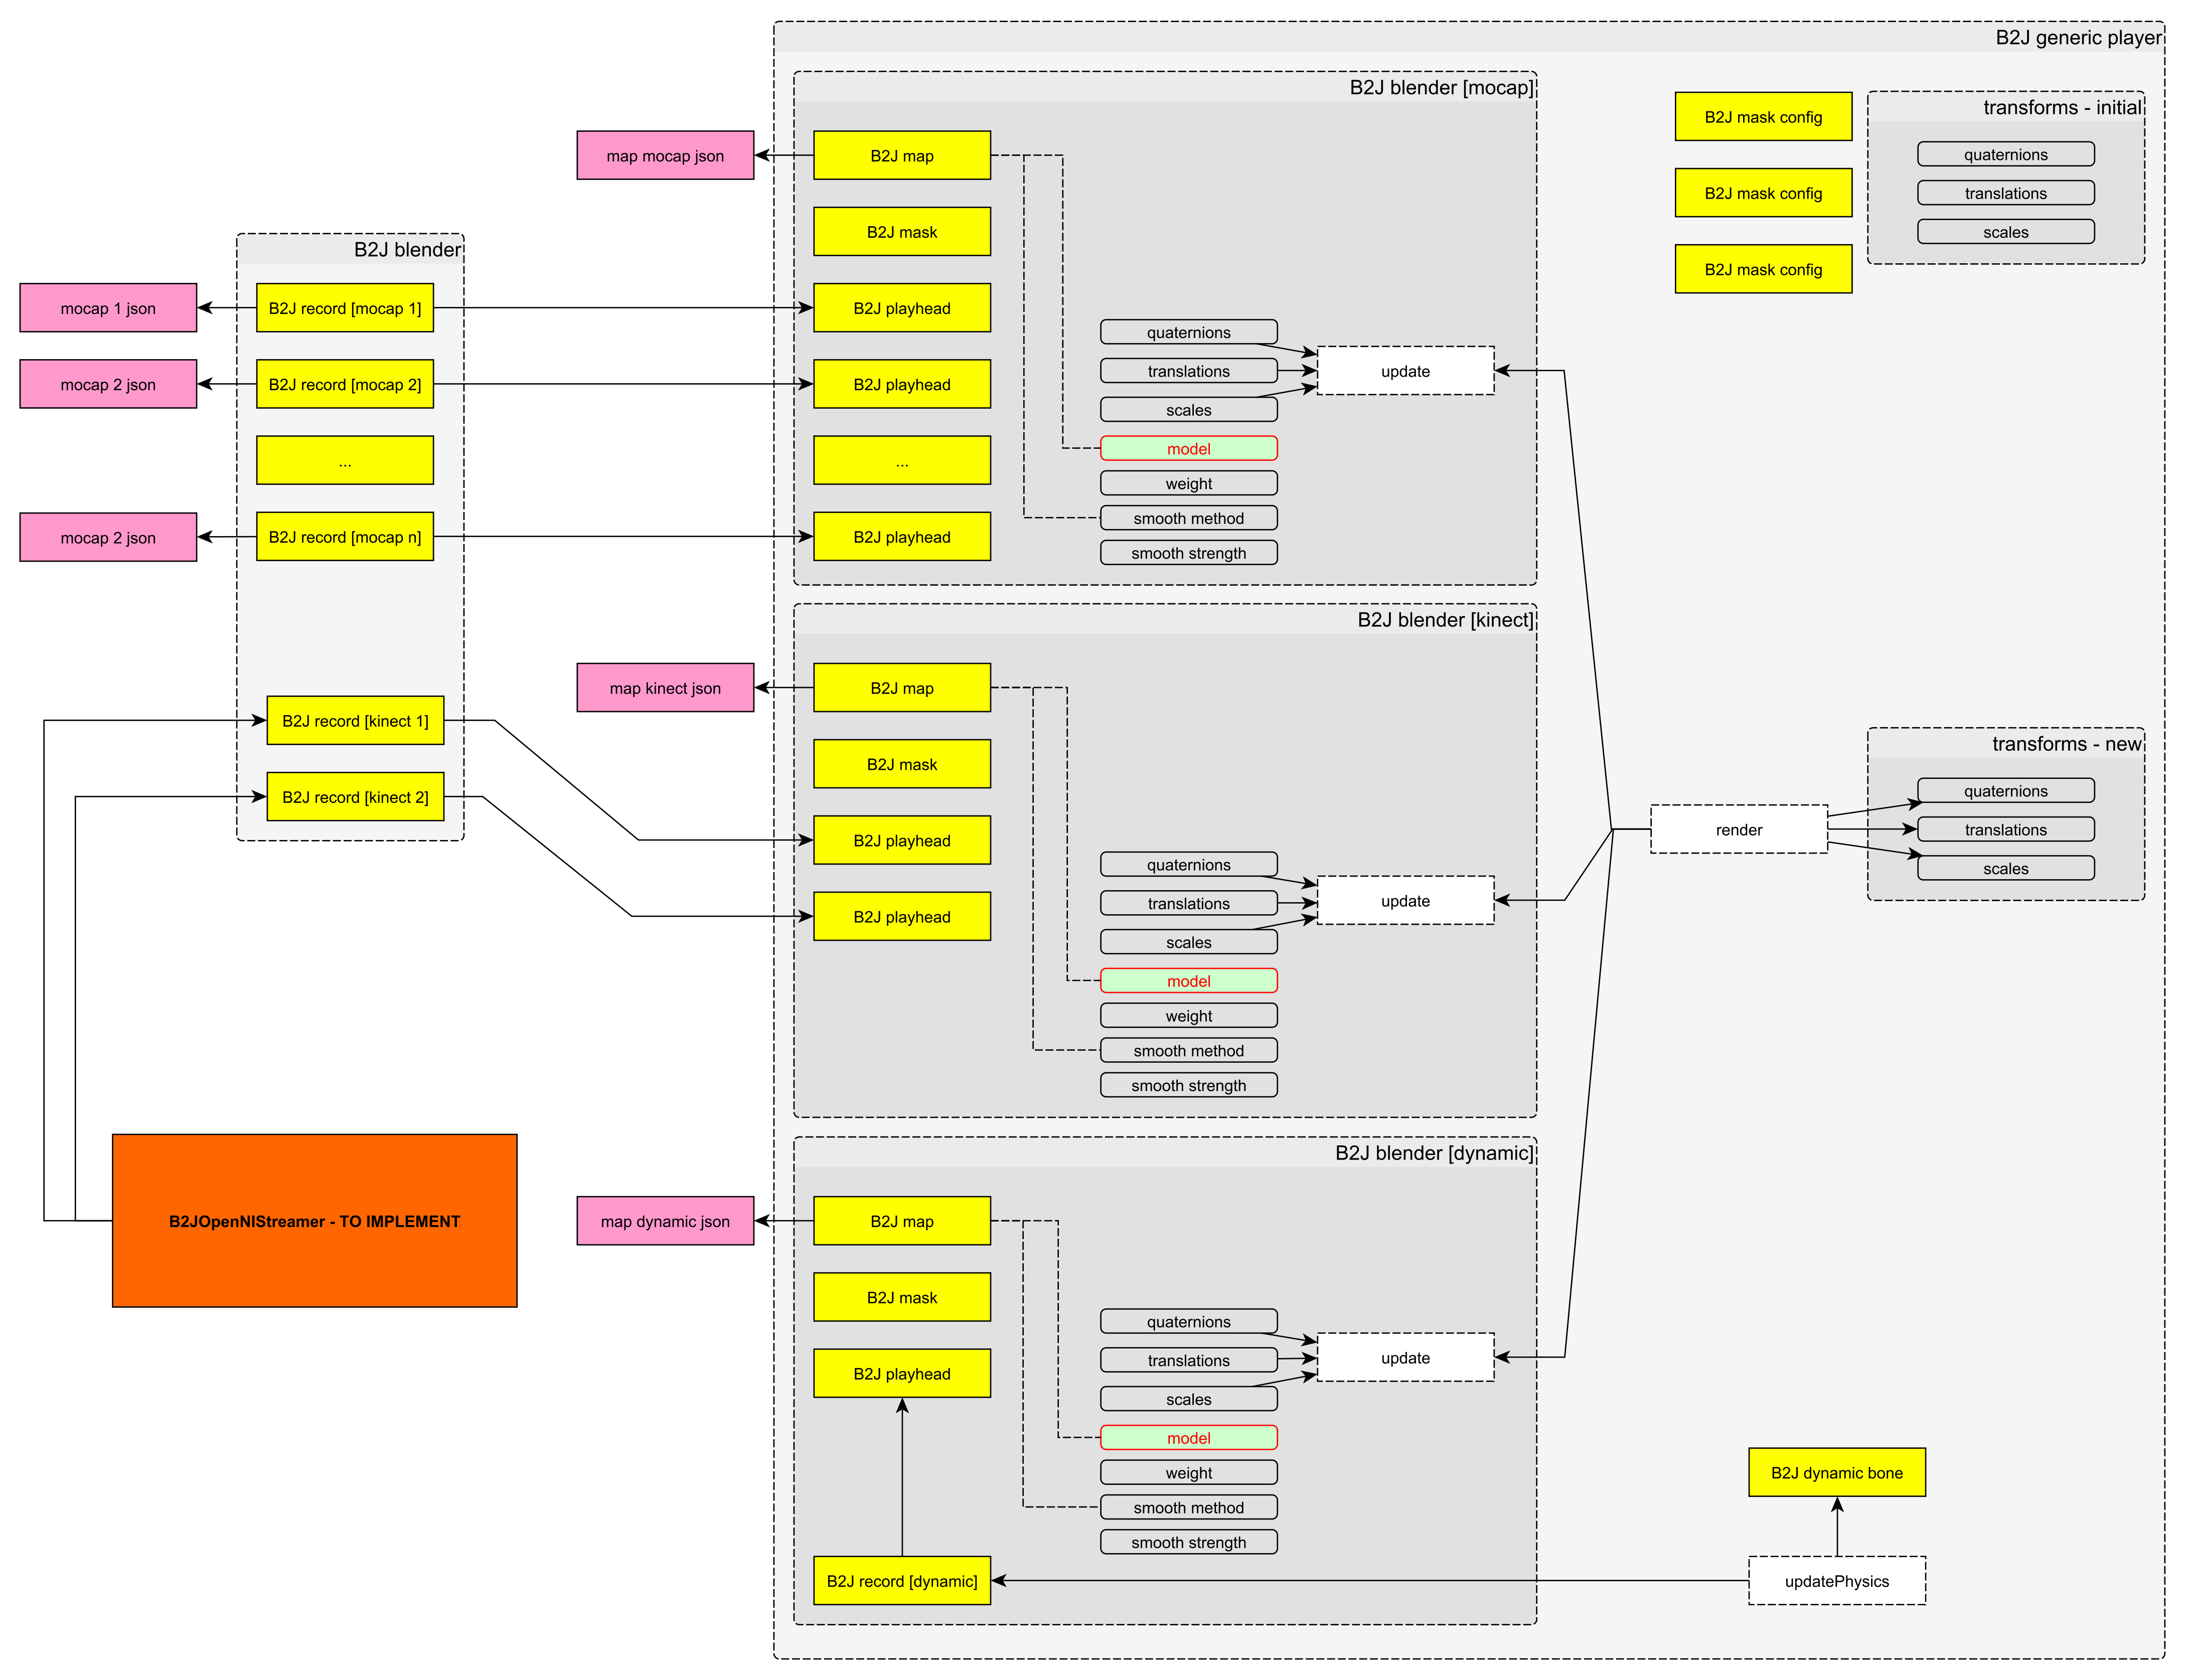 B2J generic player
B2J blender [mocap]
B2J mask config
transforms - initial
map mocap json
B2J map
quaternions
B2J mask config
translations
B2J mask
scales
B2J blender
B2J mask config
mocap 1 json
B2J record [mocap 1]
B2J playhead
quaternions
mocap 2 json
B2J record [mocap 2]
B2J playhead
translations
update
scales
model
...
...
weight
smooth method
mocap 2 json
B2J record [mocap n]
B2J playhead
smooth strength
B2J blender [kinect]
map kinect json
B2J map
B2J record [kinect 1]
transforms - new
B2J mask
B2J record [kinect 2]
quaternions
B2J playhead
render
translations
quaternions
scales
translations
update
B2J playhead
scales
model
weight
smooth method
smooth strength
B2J blender [dynamic]
B2JOpenNIStreamer - TO IMPLEMENT
map dynamic json
B2J map
B2J mask
quaternions
B2J playhead
translations
update
scales
model
weight
B2J dynamic bone
smooth method
smooth strength
B2J record [dynamic]
updatePhysics